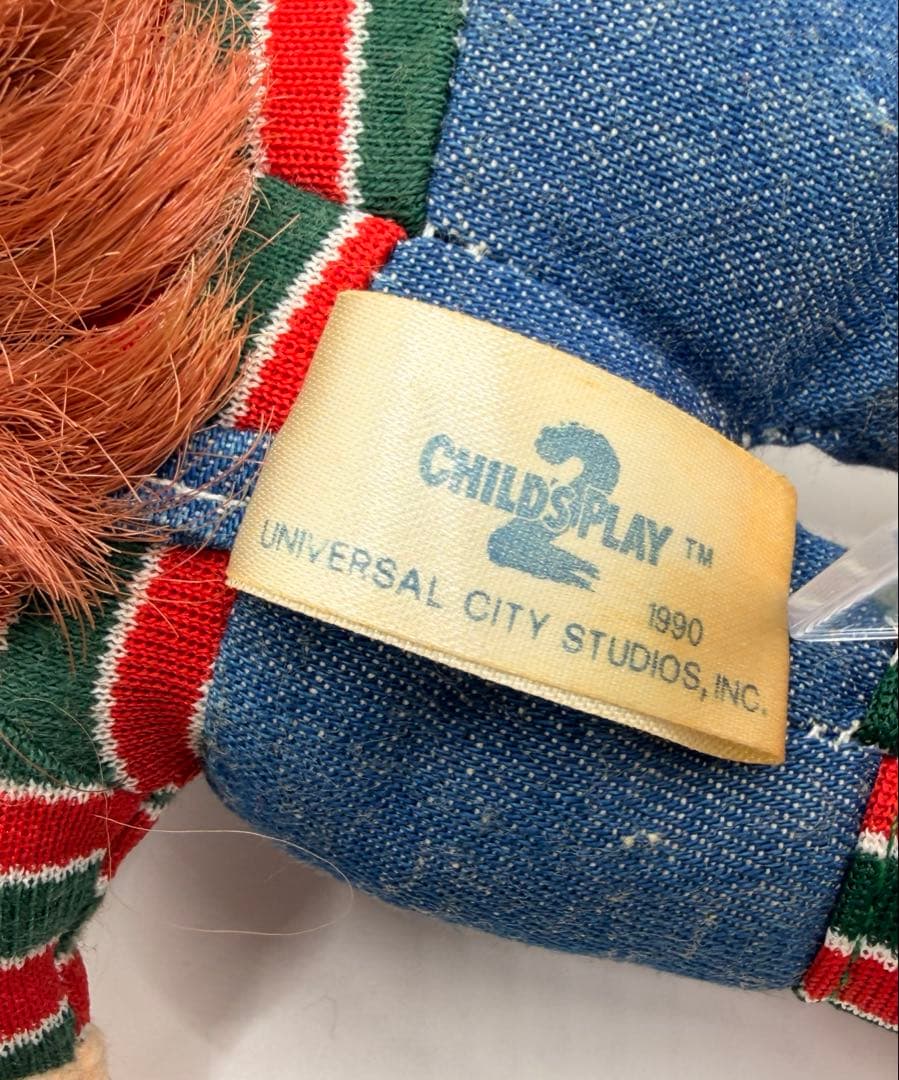 CHILD'S PLAY 2 ™
1990
UNIVERSAL CITY STUDIOS, INC.